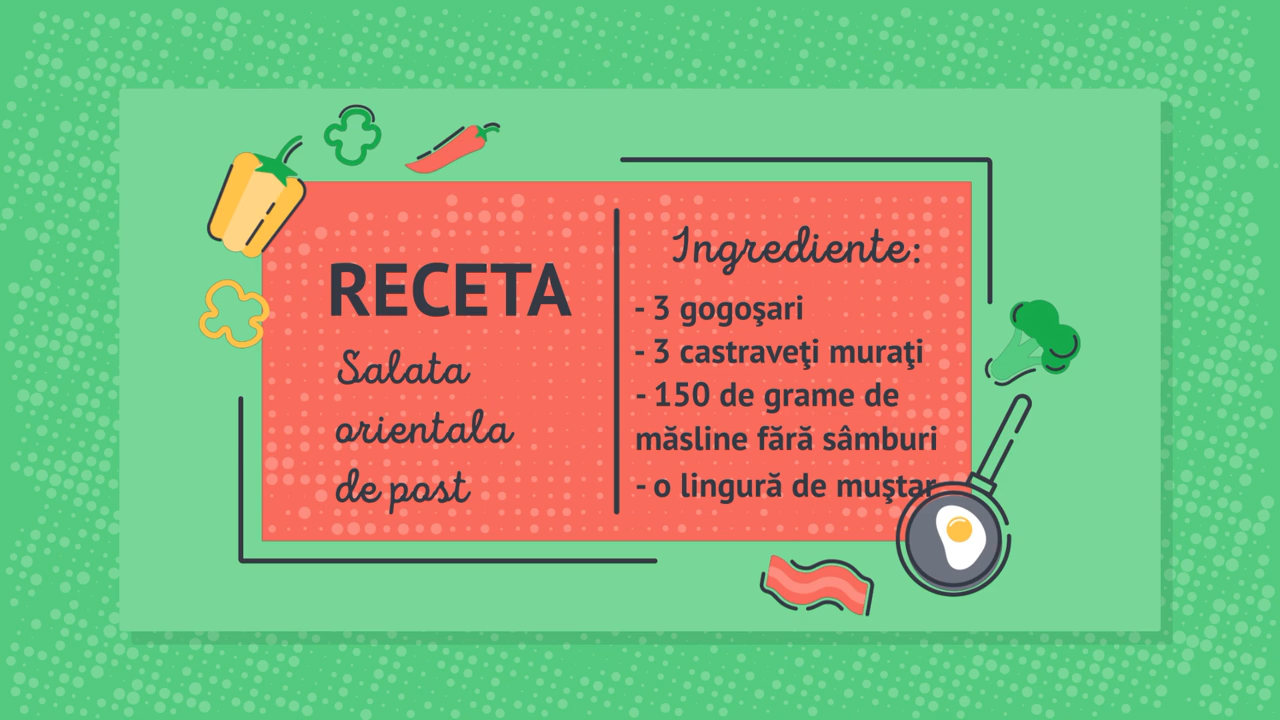 RECETA
Salata
orientala
de post
Ingrediente:
- 3 gogoşari
- 3 castraveţi muraţi
- 150 de grame de
măsline fără sâmburi
- o lingură de muştar